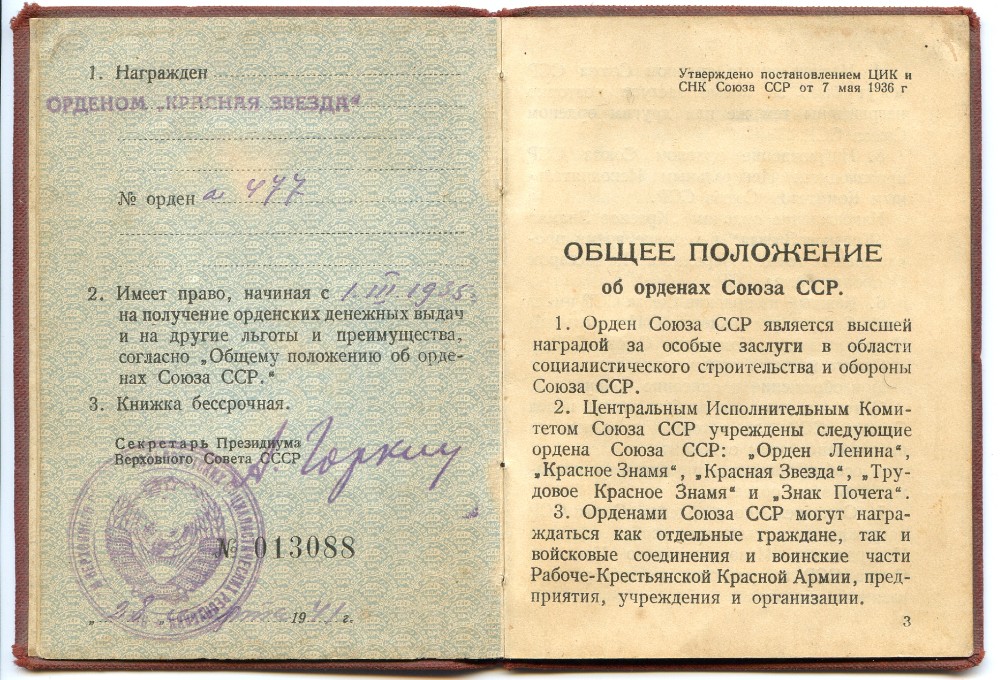 1. Награжден
ОРДЕНОМ „КРАСНАЯ ЗВЕЗДА“
№ орден а 477
2. Имеет право, начиная с 1.III.1935 г.
на получение орденских денежных выдач
и на другие льготы и преимущества,
согласно „Общему положению об орде-
нах Союза ССР.“
3. Книжка бессрочная.
Секретарь Президиума
Верховного Совета СССР
А Горкин
№ 013088
„28“ марта 1941 г.
Утверждено постановлением ЦИК и
СНК Союза ССР от 7 мая 1936 г
ОБЩЕЕ ПОЛОЖЕНИЕ
об орденах Союза ССР.
1. Орден Союза ССР является высшей
наградой за особые заслуги в области
социалистического строительства и обороны
Союза ССР.
2. Центральным Исполнительным Коми-
тетом Союза ССР учреждены следующие
ордена Союза ССР: „Орден Ленина“,
„Красное Знамя“, „Красная Звезда“, „Тру-
довое Красное Знамя“ и „Знак Почета“.
3. Орденами Союза ССР могут награ-
ждаться как отдельные граждане, так и
войсковые соединения и воинские части
Рабоче-Крестьянской Красной Армии, пред-
приятия, учреждения и организации.
3